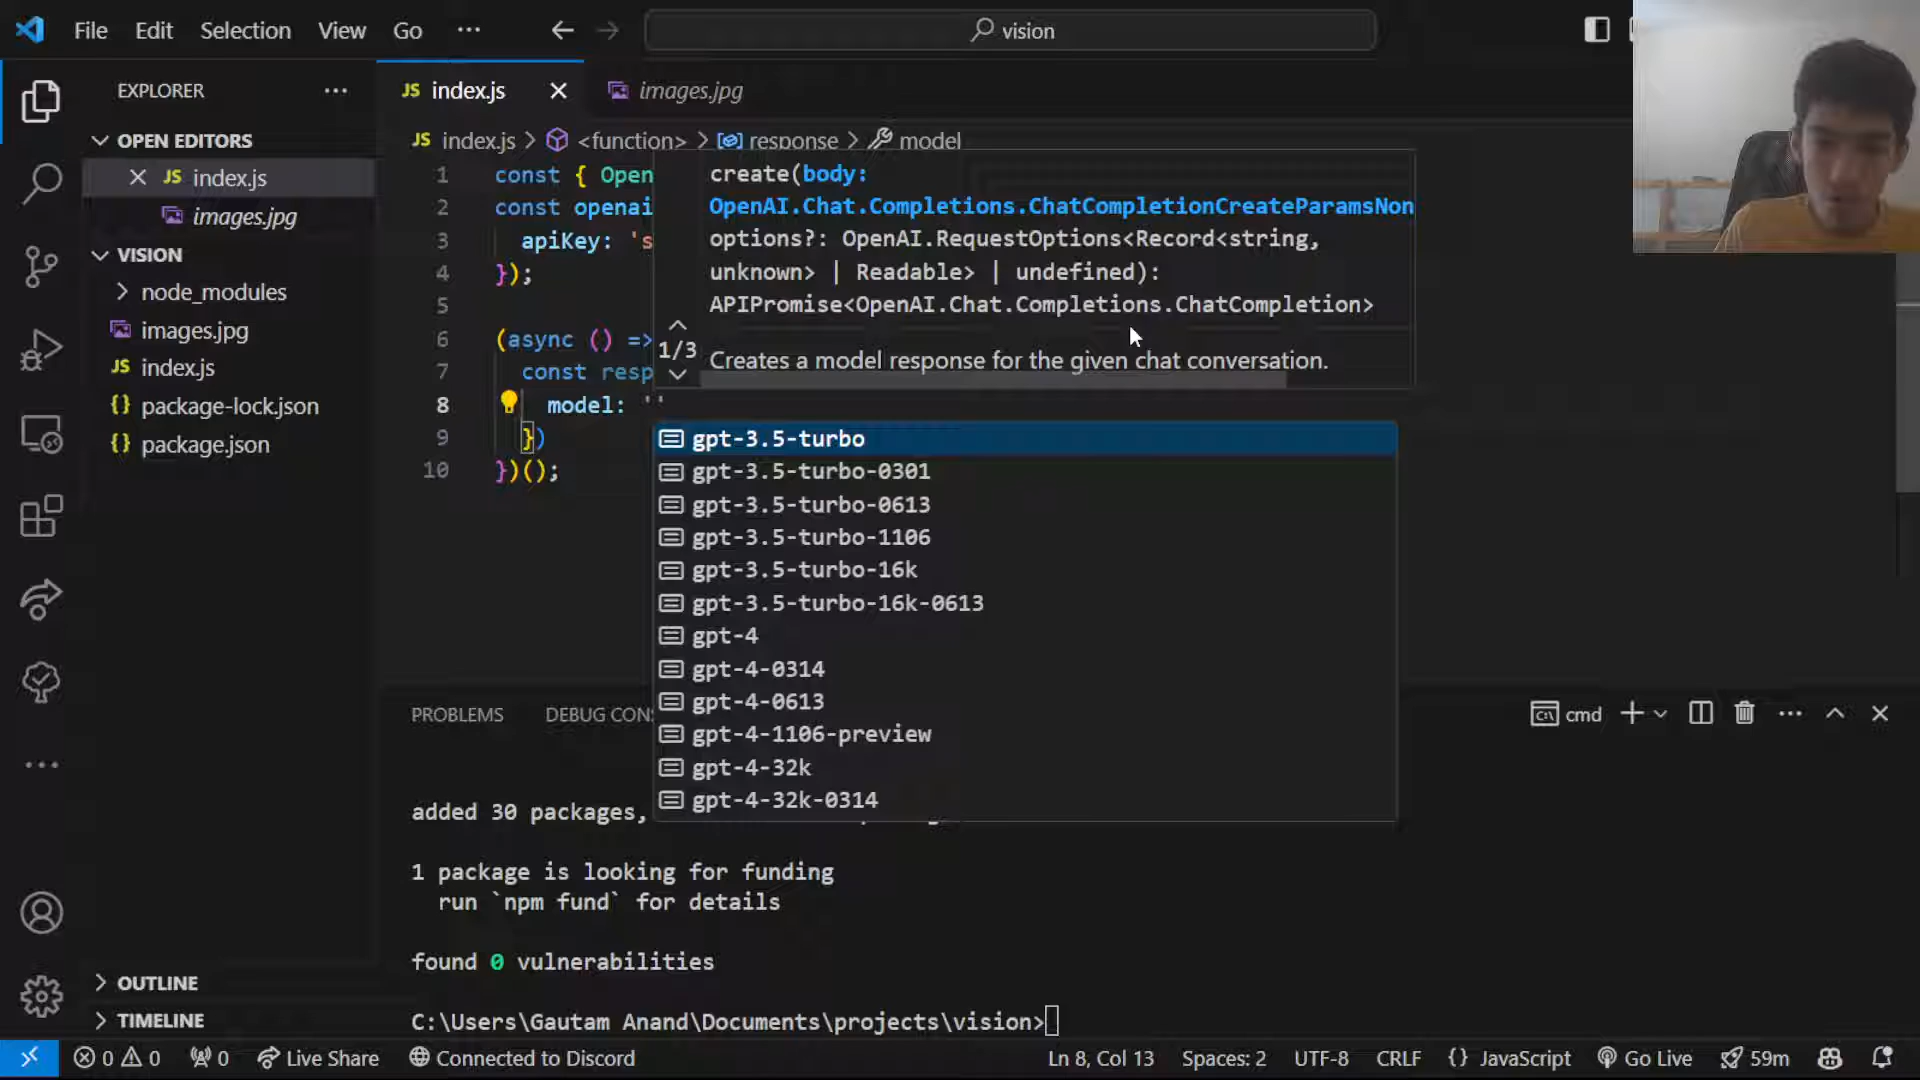 File Edit Selection View Go ··· vision
EXPLORER ···
OPEN EDITORS
JS index.js
images.jpg
VISION
node_modules
images.jpg
JS index.js
{} package-lock.json
{} package.json
OUTLINE
TIMELINE
JS index.js images.jpg
JS index.js > <function> > response > model
1 const { Open
2 const openai
3 apiKey: 's
4 });
5
6 (async () =>
7 const resp
8 model: ''
9 })
10 })();
create(body:
OpenAI.Chat.Completions.ChatCompletionCreateParamsNon
options?: OpenAI.RequestOptions<Record<string,
unknown> | Readable> | undefined):
APIPromise<OpenAI.Chat.Completions.ChatCompletion>
1/3
Creates a model response for the given chat conversation.
gpt-3.5-turbo
gpt-3.5-turbo-0301
gpt-3.5-turbo-0613
gpt-3.5-turbo-1106
gpt-3.5-turbo-16k
gpt-3.5-turbo-16k-0613
gpt-4
gpt-4-0314
gpt-4-0613
gpt-4-1106-preview
gpt-4-32k
gpt-4-32k-0314
PROBLEMS DEBUG CONS cmd
added 30 packages,
1 package is looking for funding
run `npm fund` for details
found 0 vulnerabilities
C:\Users\Gautam Anand\Documents\projects\vision>
0 0 0 Live Share Connected to Discord Ln 8, Col 13 Spaces: 2 UTF-8 CRLF {} JavaScript Go Live 59m